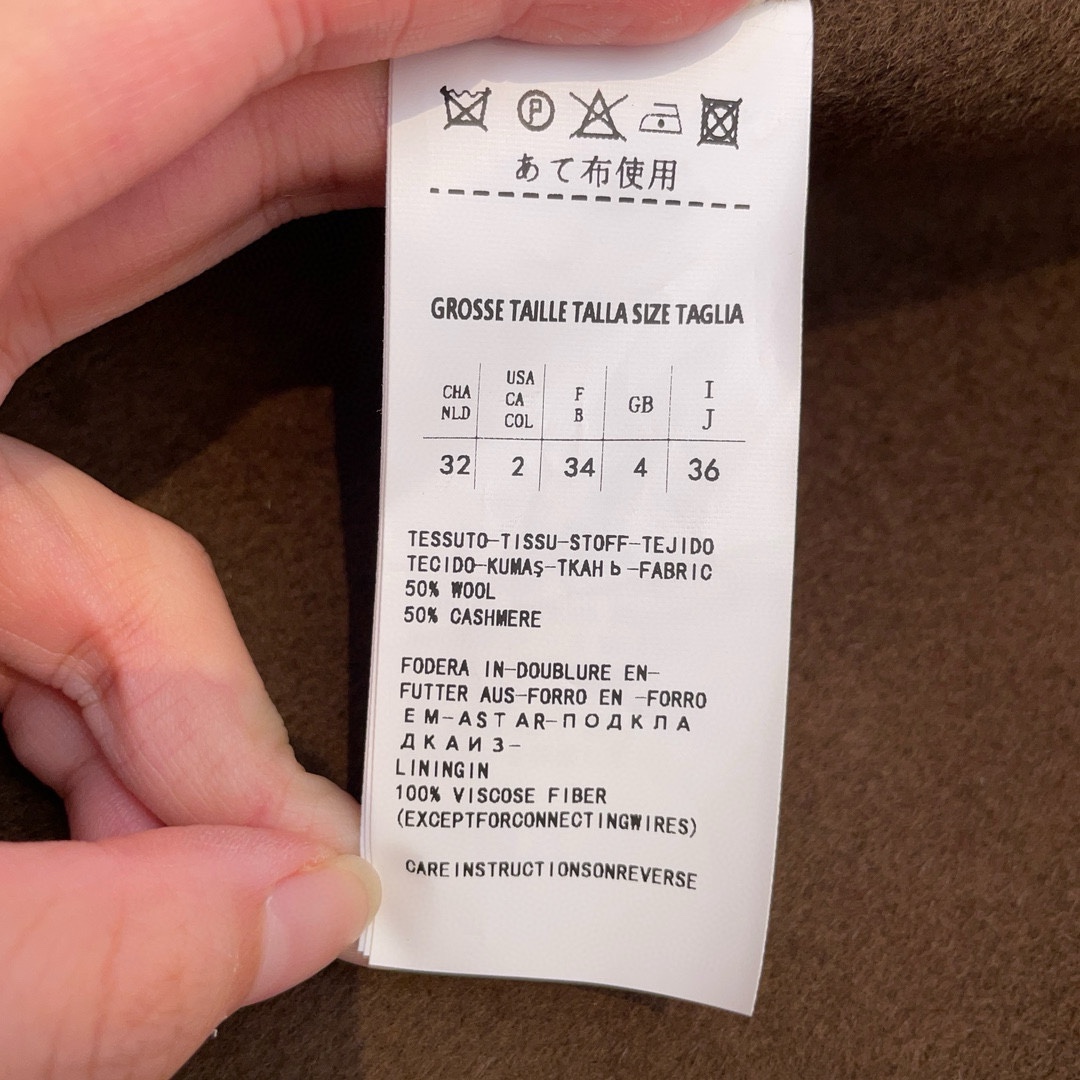 P
あて布使用
GROSSE TAILLE TALLA SIZE TAGLIA
CHA NLD USA CA COL F B GB I J
32 2 34 4 36
TESSUTO-TISSU-STOFF-TEJIDO
TECIDO-KUMAŞ-TKAHЬ-FABRIC
50% WOOL
50% CASHMERE
FODERA IN-DOUBLURE EN-
FUTTER AUS-FORRO EN -FORRO
EM-ASTAR-ПОДКЛА
ДКАИЗ-
LININGIN
100% VISCOSE FIBER
(EXCEPTFORCONNECTINGWIRES)
CAREINSTRUCTIONSONREVERSE